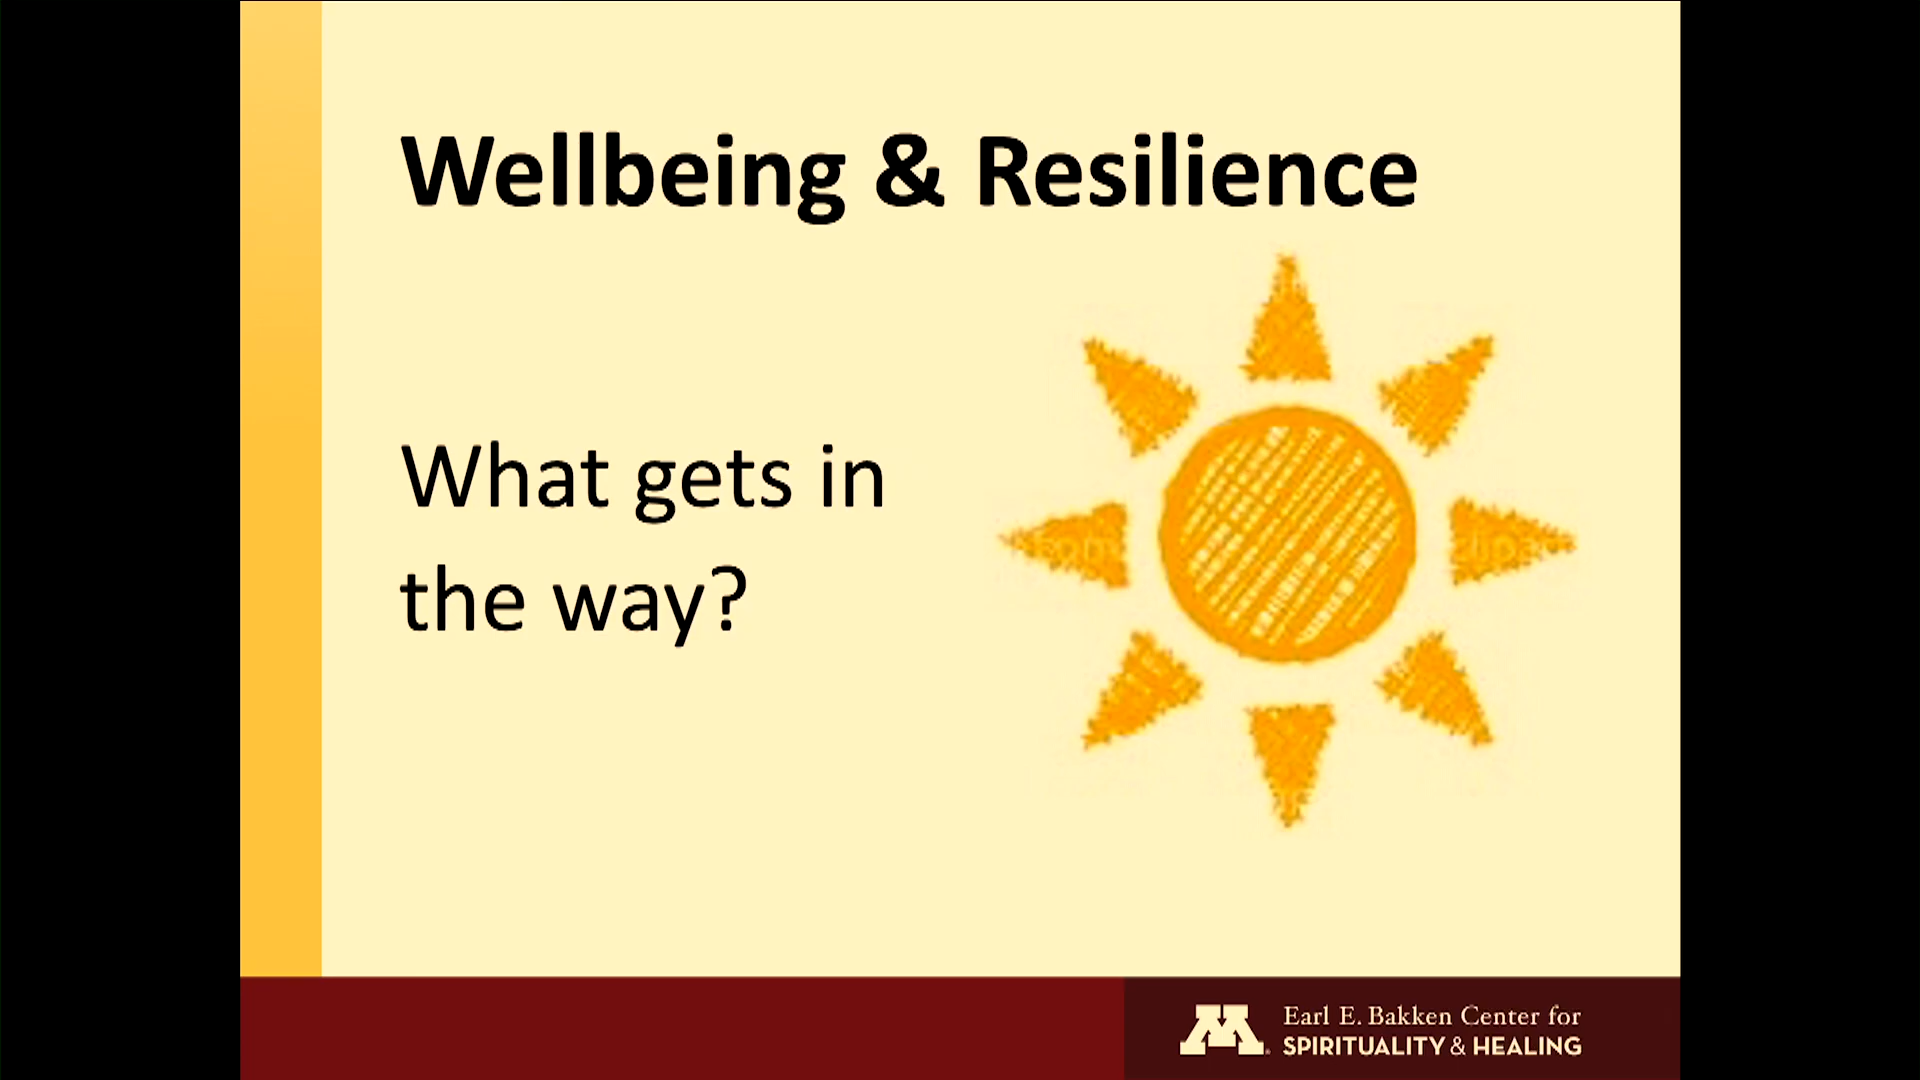 Wellbeing & Resilience
What gets in
the way?
M
Earl E. Bakken Center for
SPIRITUALITY & HEALING